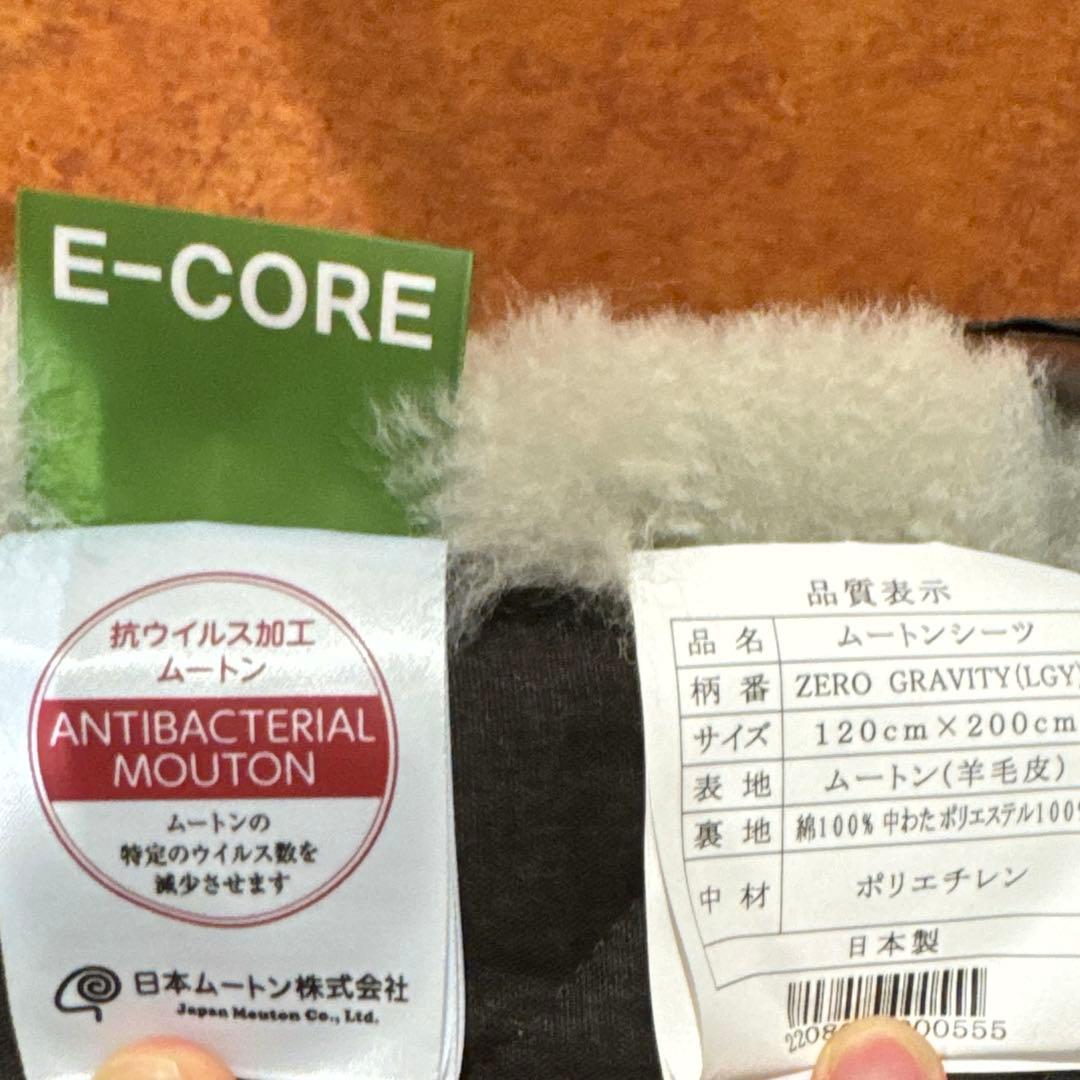 E-CORE
抗ウイルス加工
ムートン
ANTIBACTERIAL
MOUTON
ムートンの
特定のウイルス数を
減少させます
日本ムートン株式会社
Japan Mouton Co., Ltd.
品質表示
品名 ムートンシーツ
柄番 ZERO GRAVITY(LGY)
サイズ 120cm×200cm
表地 ムートン(羊毛皮)
裏地 綿100% 中わたポリエステル100%
中材 ポリエチレン
日本製